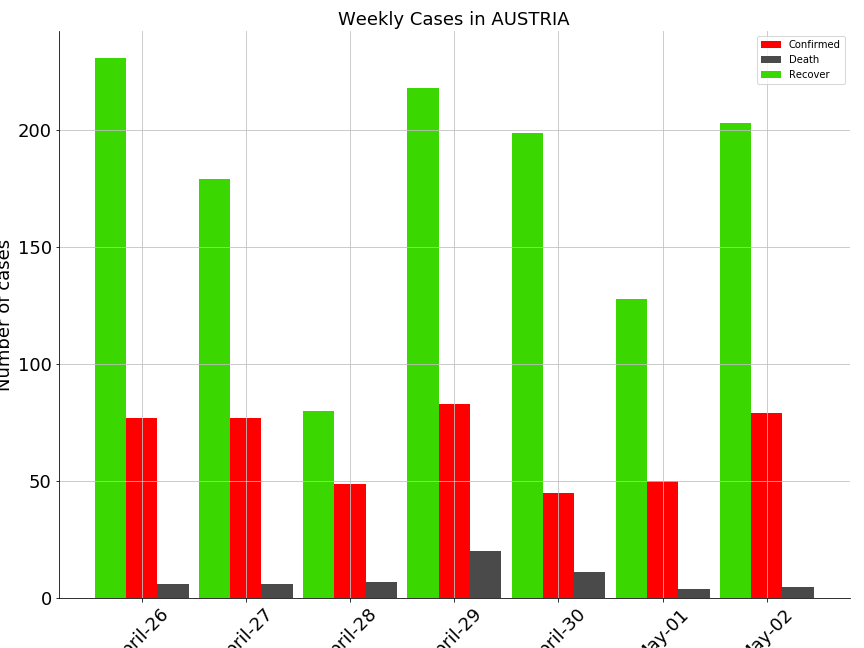 Weekly Cases in AUSTRIA
Confirmed
Death
Recover
Number of cases
200
150
100
50
0
pril-26
pril-27
pril-28
pril-29
pril-30
May-01
May-02